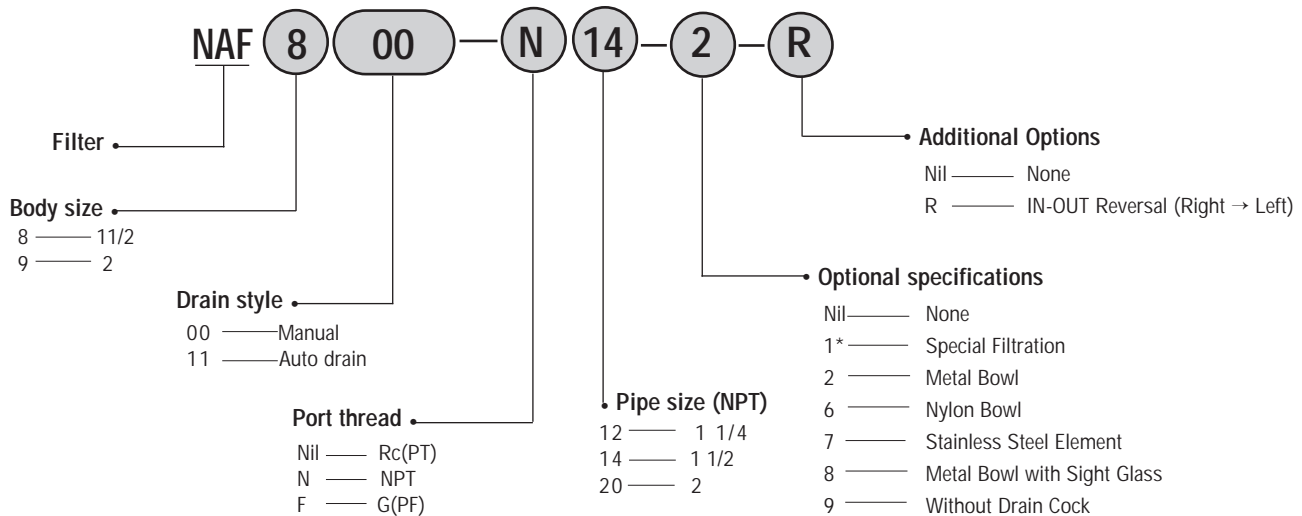 NAF 8 00 — N 14 — 2 — R
Filter
Body size
8 —— 11/2
9 —— 2
Drain style
00 —— Manual
11 —— Auto drain
Port thread
Nil —— Rc(PT)
N —— NPT
F —— G(PF)
Pipe size (NPT)
12 —— 1 1/4
14 —— 1 1/2
20 —— 2
Optional specifications
Nil —— None
1* —— Special Filtration
2 —— Metal Bowl
6 —— Nylon Bowl
7 —— Stainless Steel Element
8 —— Metal Bowl with Sight Glass
9 —— Without Drain Cock
Additional Options
Nil —— None
R —— IN-OUT Reversal (Right → Left)